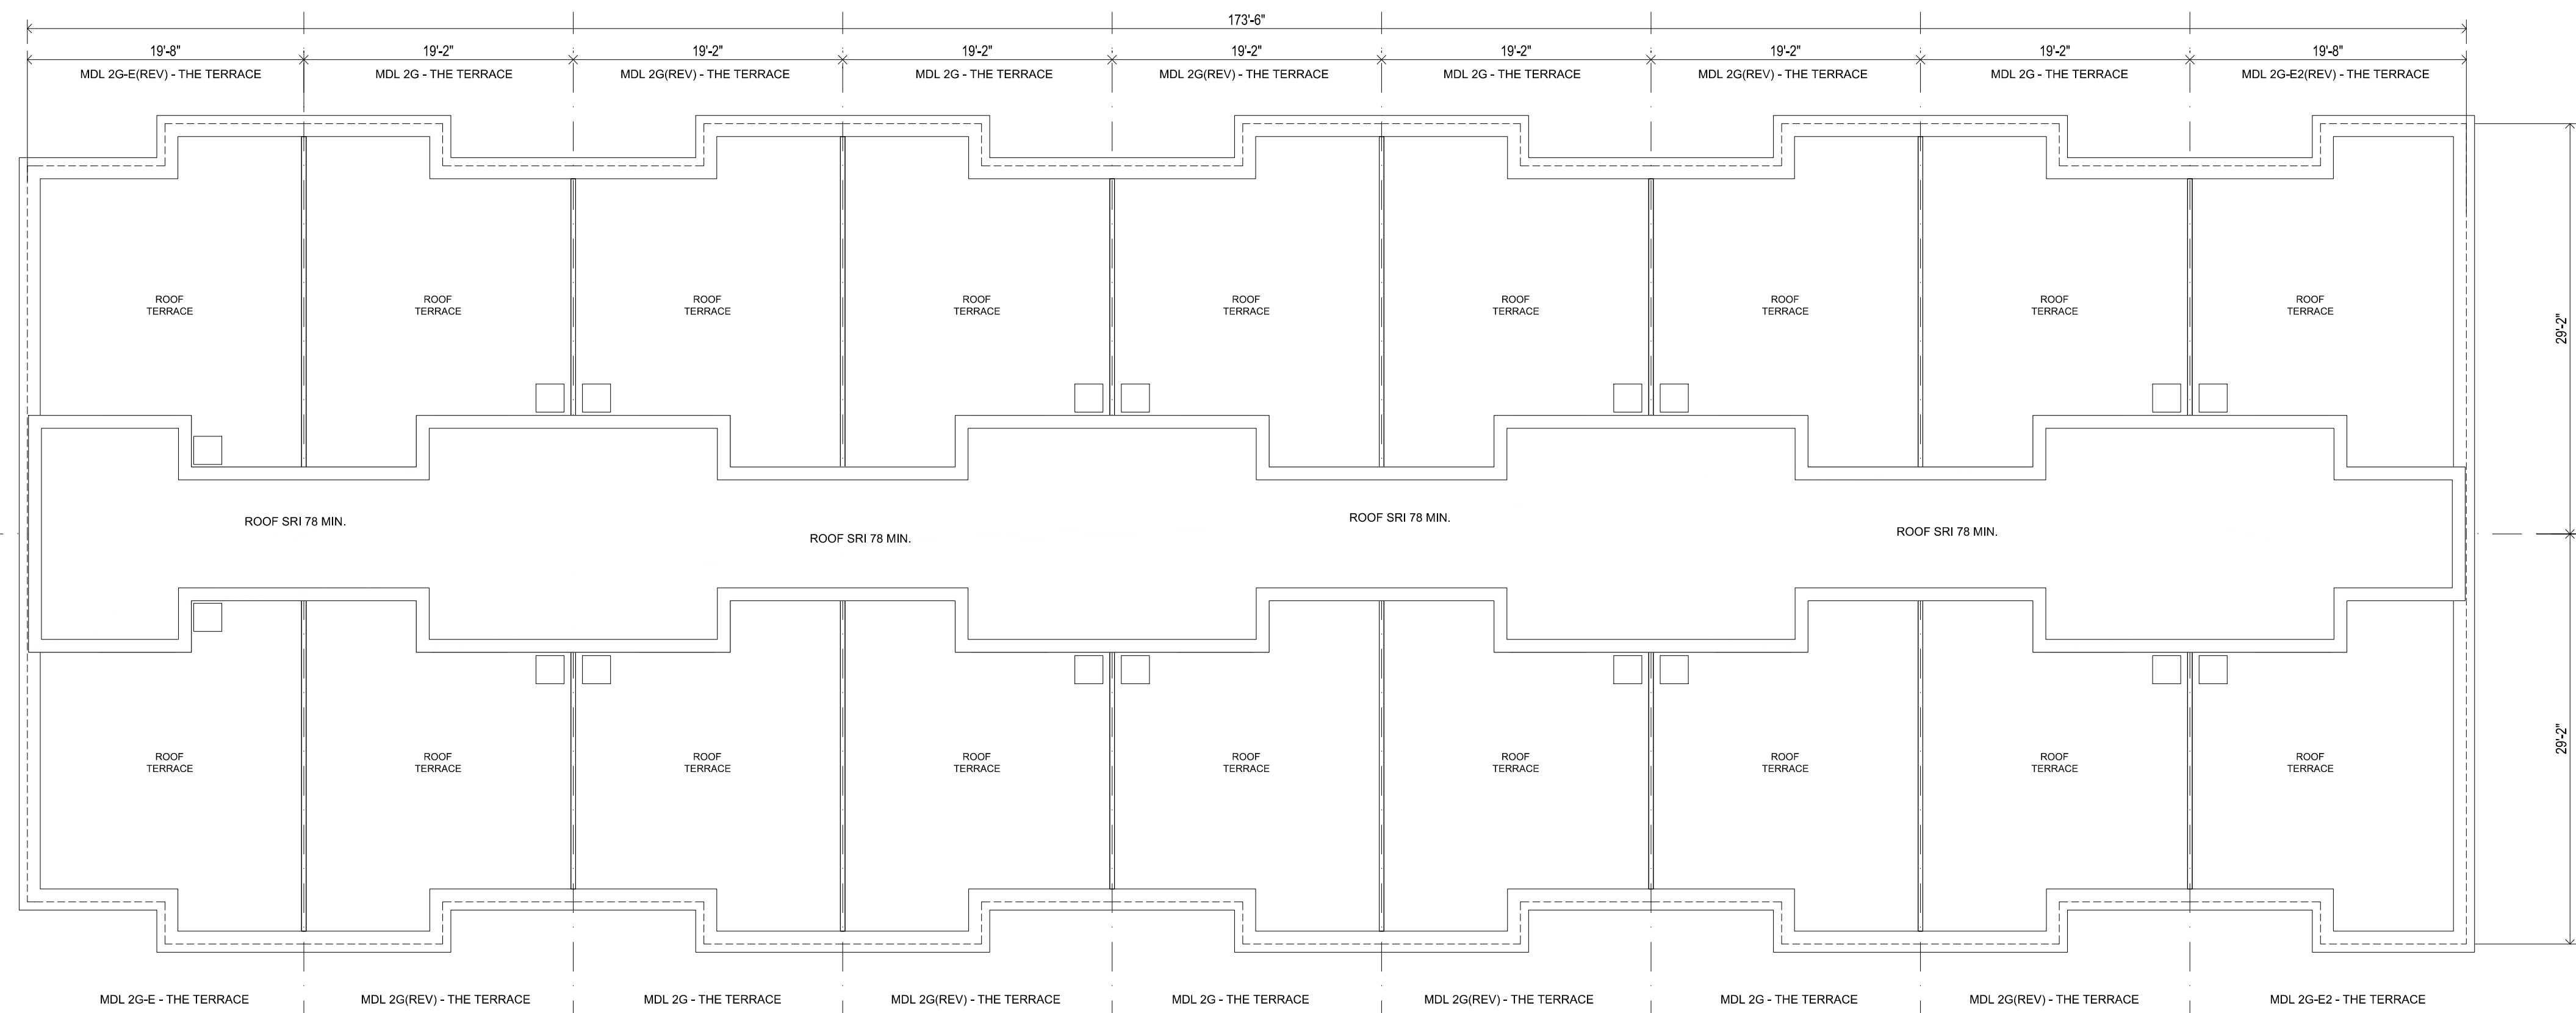 173'-6"
19'-8"
19'-2"
19'-2"
19'-2"
19'-2"
19'-2"
19'-2"
19'-2"
19'-8"
MDL 2G-E(REV) - THE TERRACE
MDL 2G - THE TERRACE
MDL 2G(REV) - THE TERRACE
MDL 2G - THE TERRACE
MDL 2G(REV) - THE TERRACE
MDL 2G - THE TERRACE
MDL 2G(REV) - THE TERRACE
MDL 2G - THE TERRACE
MDL 2G-E2(REV) - THE TERRACE
ROOF
TERRACE
ROOF
TERRACE
ROOF
TERRACE
ROOF
TERRACE
ROOF
TERRACE
ROOF
TERRACE
ROOF
TERRACE
ROOF
TERRACE
ROOF
TERRACE
29'-2"
ROOF SRI 78 MIN.
ROOF SRI 78 MIN.
ROOF SRI 78 MIN.
ROOF SRI 78 MIN.
ROOF
TERRACE
ROOF
TERRACE
ROOF
TERRACE
ROOF
TERRACE
ROOF
TERRACE
ROOF
TERRACE
ROOF
TERRACE
ROOF
TERRACE
ROOF
TERRACE
29'-2"
MDL 2G-E - THE TERRACE
MDL 2G(REV) - THE TERRACE
MDL 2G - THE TERRACE
MDL 2G(REV) - THE TERRACE
MDL 2G - THE TERRACE
MDL 2G(REV) - THE TERRACE
MDL 2G - THE TERRACE
MDL 2G(REV) - THE TERRACE
MDL 2G-E2 - THE TERRACE